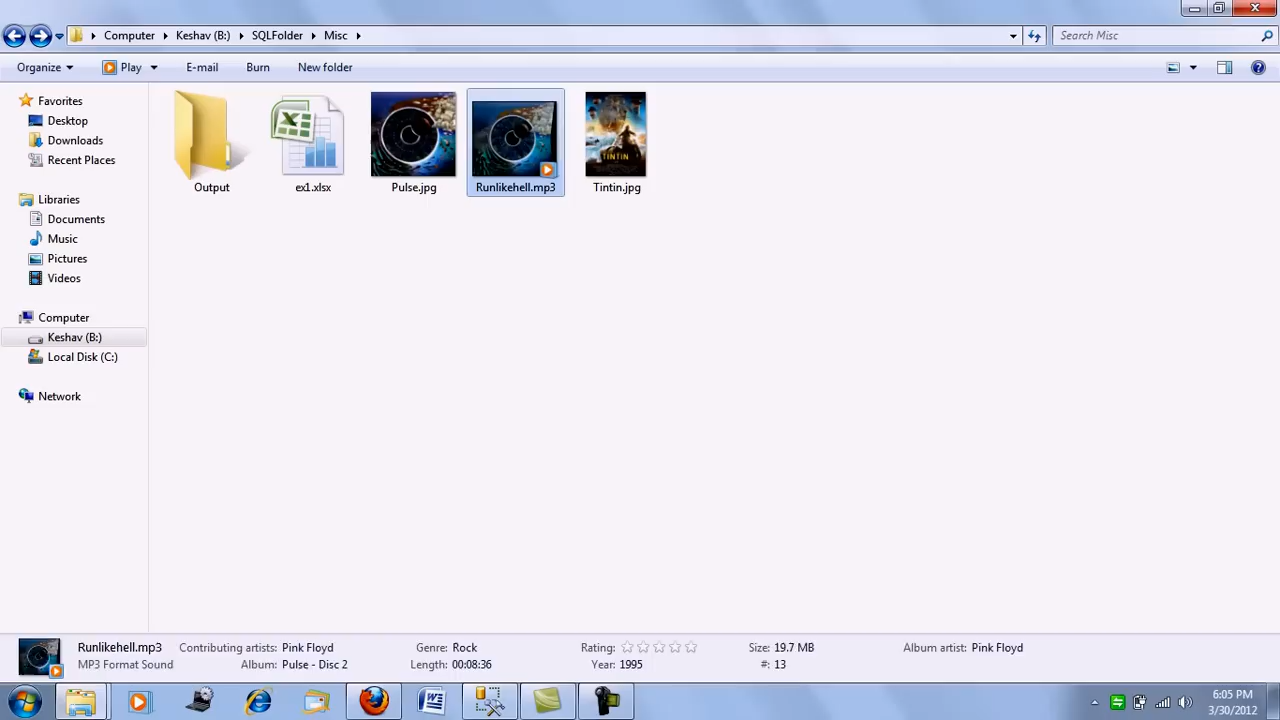 Computer Keshav (B:) SQLFolder Misc
Search Misc
Organize Play E-mail Burn New folder
Favorites
Desktop
Downloads
Recent Places
Libraries
Documents
Music
Pictures
Videos
Computer
Keshav (B:)
Local Disk (C:)
Network
Output
ex1.xlsx
Pulse.jpg
Runlikehell.mp3
TINTIN
Tintin.jpg
Runlikehell.mp3 Contributing artists: Pink Floyd Genre: Rock Rating: Size: 19.7 MB Album artist: Pink Floyd
MP3 Format Sound Album: Pulse - Disc 2 Length: 00:08:36 Year: 1995 #: 13
6:05 PM
3/30/2012